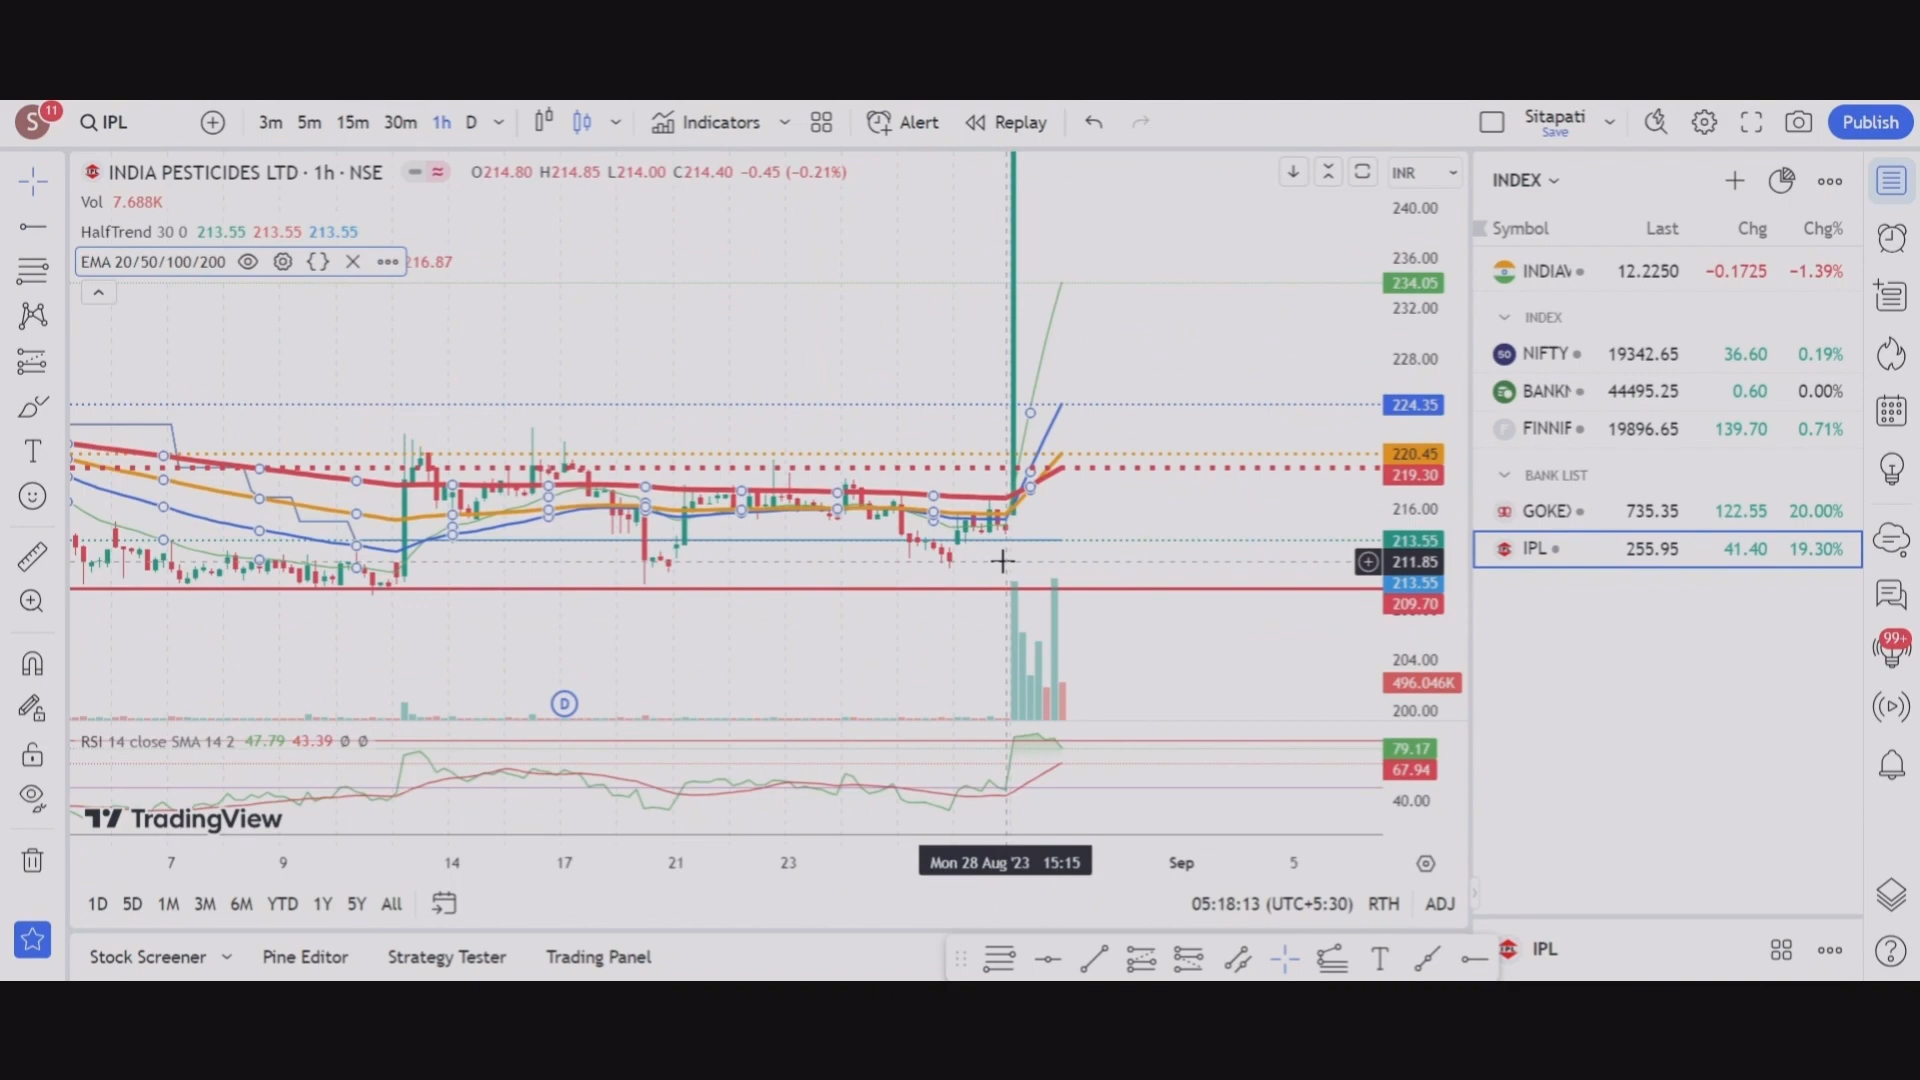 S 11 IPL 3m 5m 15m 30m 1h D Indicators Alert Replay Sitapati Save Publish
INDIA PESTICIDES LTD · 1h · NSE O214.80 H214.85 L214.00 C214.40 −0.45 (−0.21%) INR
Vol 7.688K
HalfTrend 30 0 213.55 213.55 213.55
EMA 20/50/100/200 216.87
240.00
236.00
234.05
232.00
228.00
224.35
220.45
219.30
216.00
213.55
211.85
213.55
209.70
204.00
496.046K
200.00
D
RSI 14 close SMA 14 2 47.79 43.39 Ø Ø
79.17
67.94
40.00
TradingView
7 9 14 17 21 23 Mon 28 Aug '23 15:15 Sep 5
1D 5D 1M 3M 6M YTD 1Y 5Y All 05:18:13 (UTC+5:30) RTH ADJ
Stock Screener Pine Editor Strategy Tester Trading Panel
INDEX
Symbol Last Chg Chg%
INDIAV 12.2250 −0.1725 −1.39%
INDEX
50 NIFTY 19342.65 36.60 0.19%
BANKN 44495.25 0.60 0.00%
F FINNIF 19896.65 139.70 0.71%
BANK LIST
GOKEX 735.35 122.55 20.00%
IPL 255.95 41.40 19.30%
99+
IPL